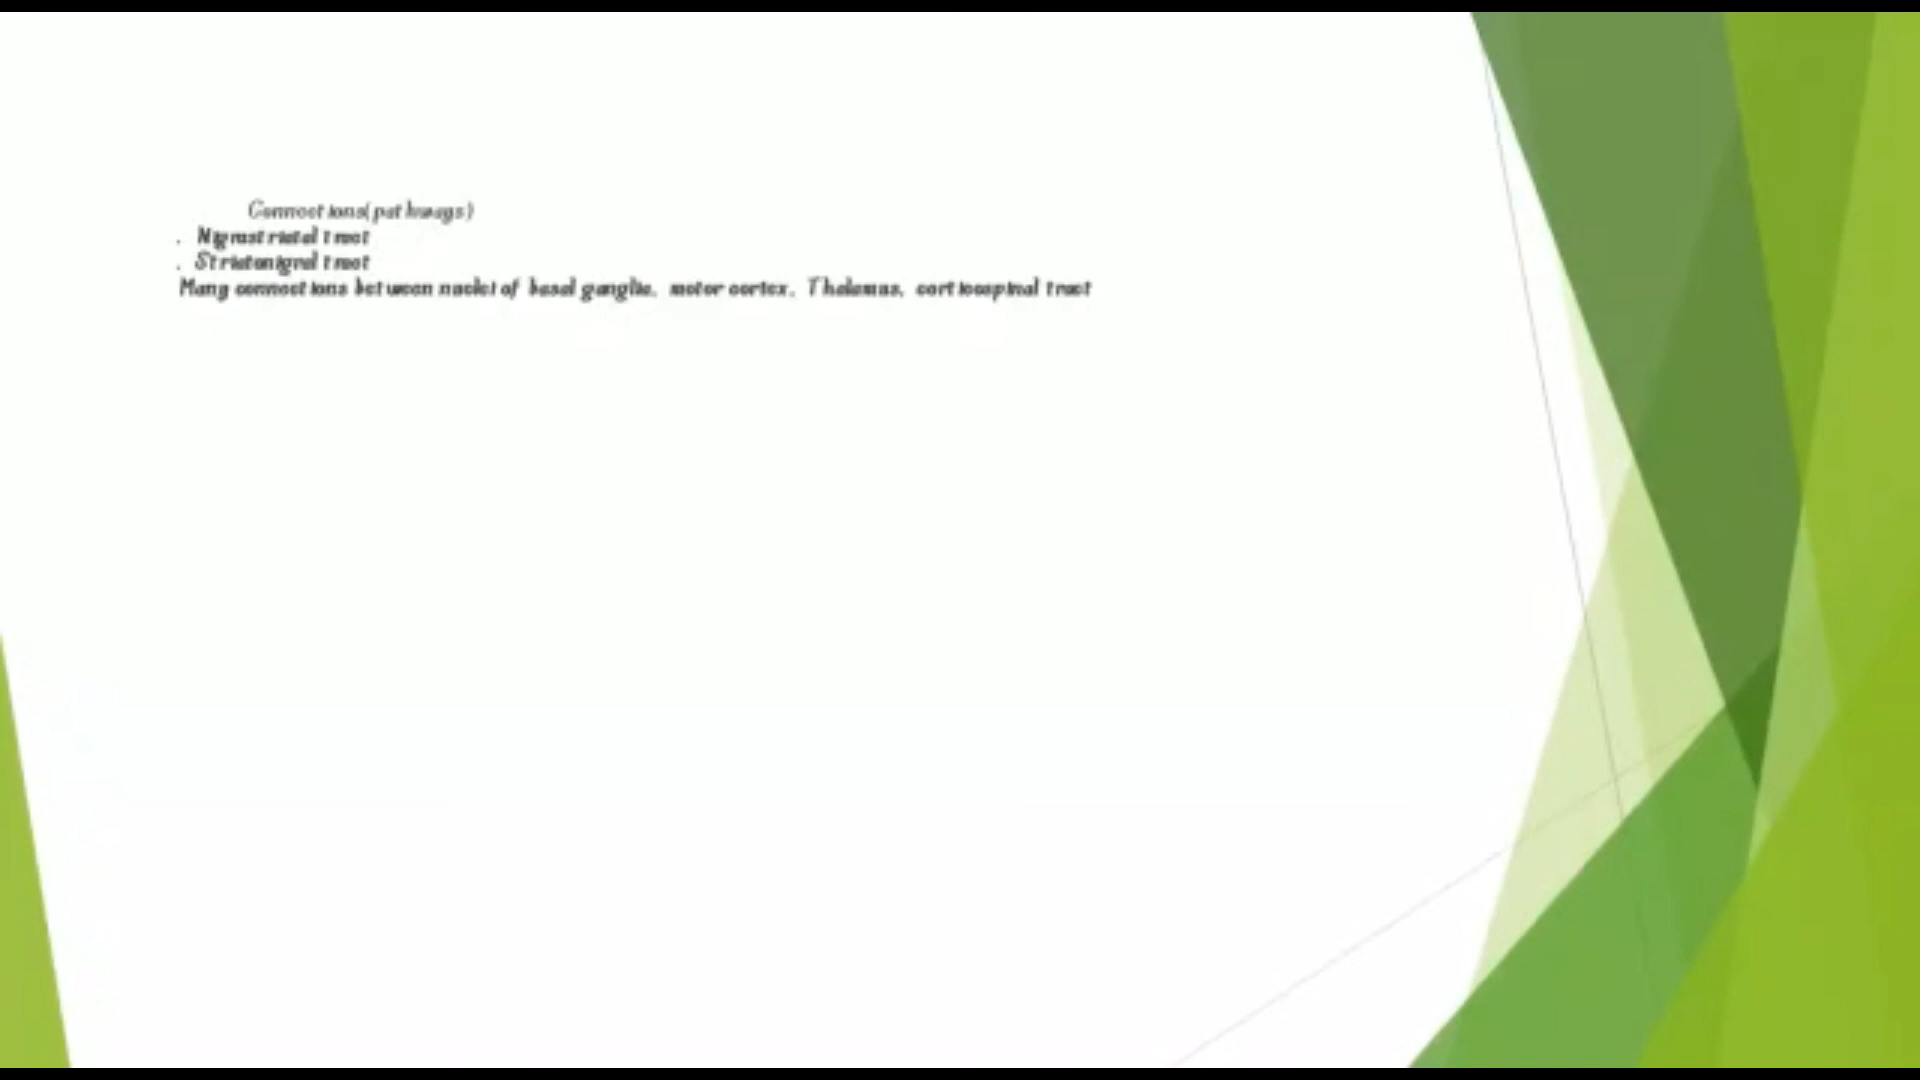 Connections(pathways)
. Nigrostriatal tract
. Striatonigral tract
Many connections between nuclei of basal ganglia, motor cortex, Thalamus, corticospinal tract